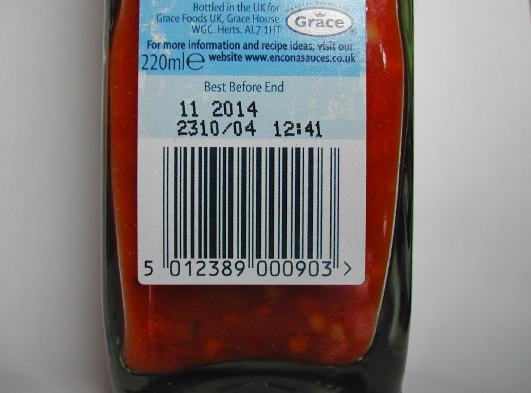 Bottled in the UK for
Grace Foods UK, Grace House
WGC. Herts. AL7 1HT
Grace
For more information and recipe ideas, visit our
220ml℮ website www.enconasauces.co.uk
Best Before End
11 2014
2310/04 12:41
5 012389 000903 >